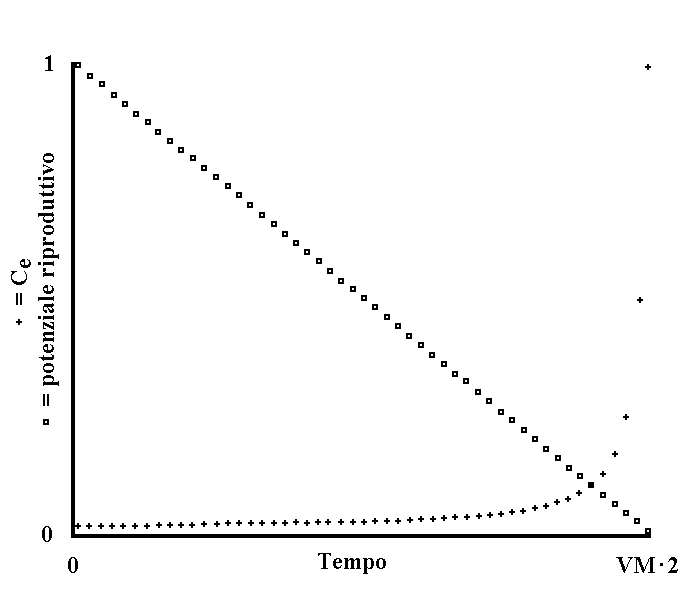 1
+ = Ce
▫ = potenziale riproduttivo
0
0
Tempo
VM·2